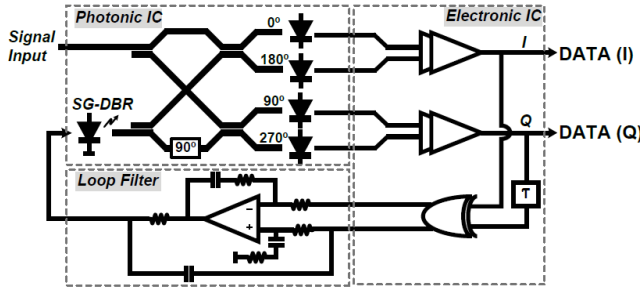 Photonic IC
Electronic IC
Signal
Input
0°
180°
90°
270°
SG-DBR
90°
I
DATA (I)
Q
DATA (Q)
τ
Loop Filter
−
+